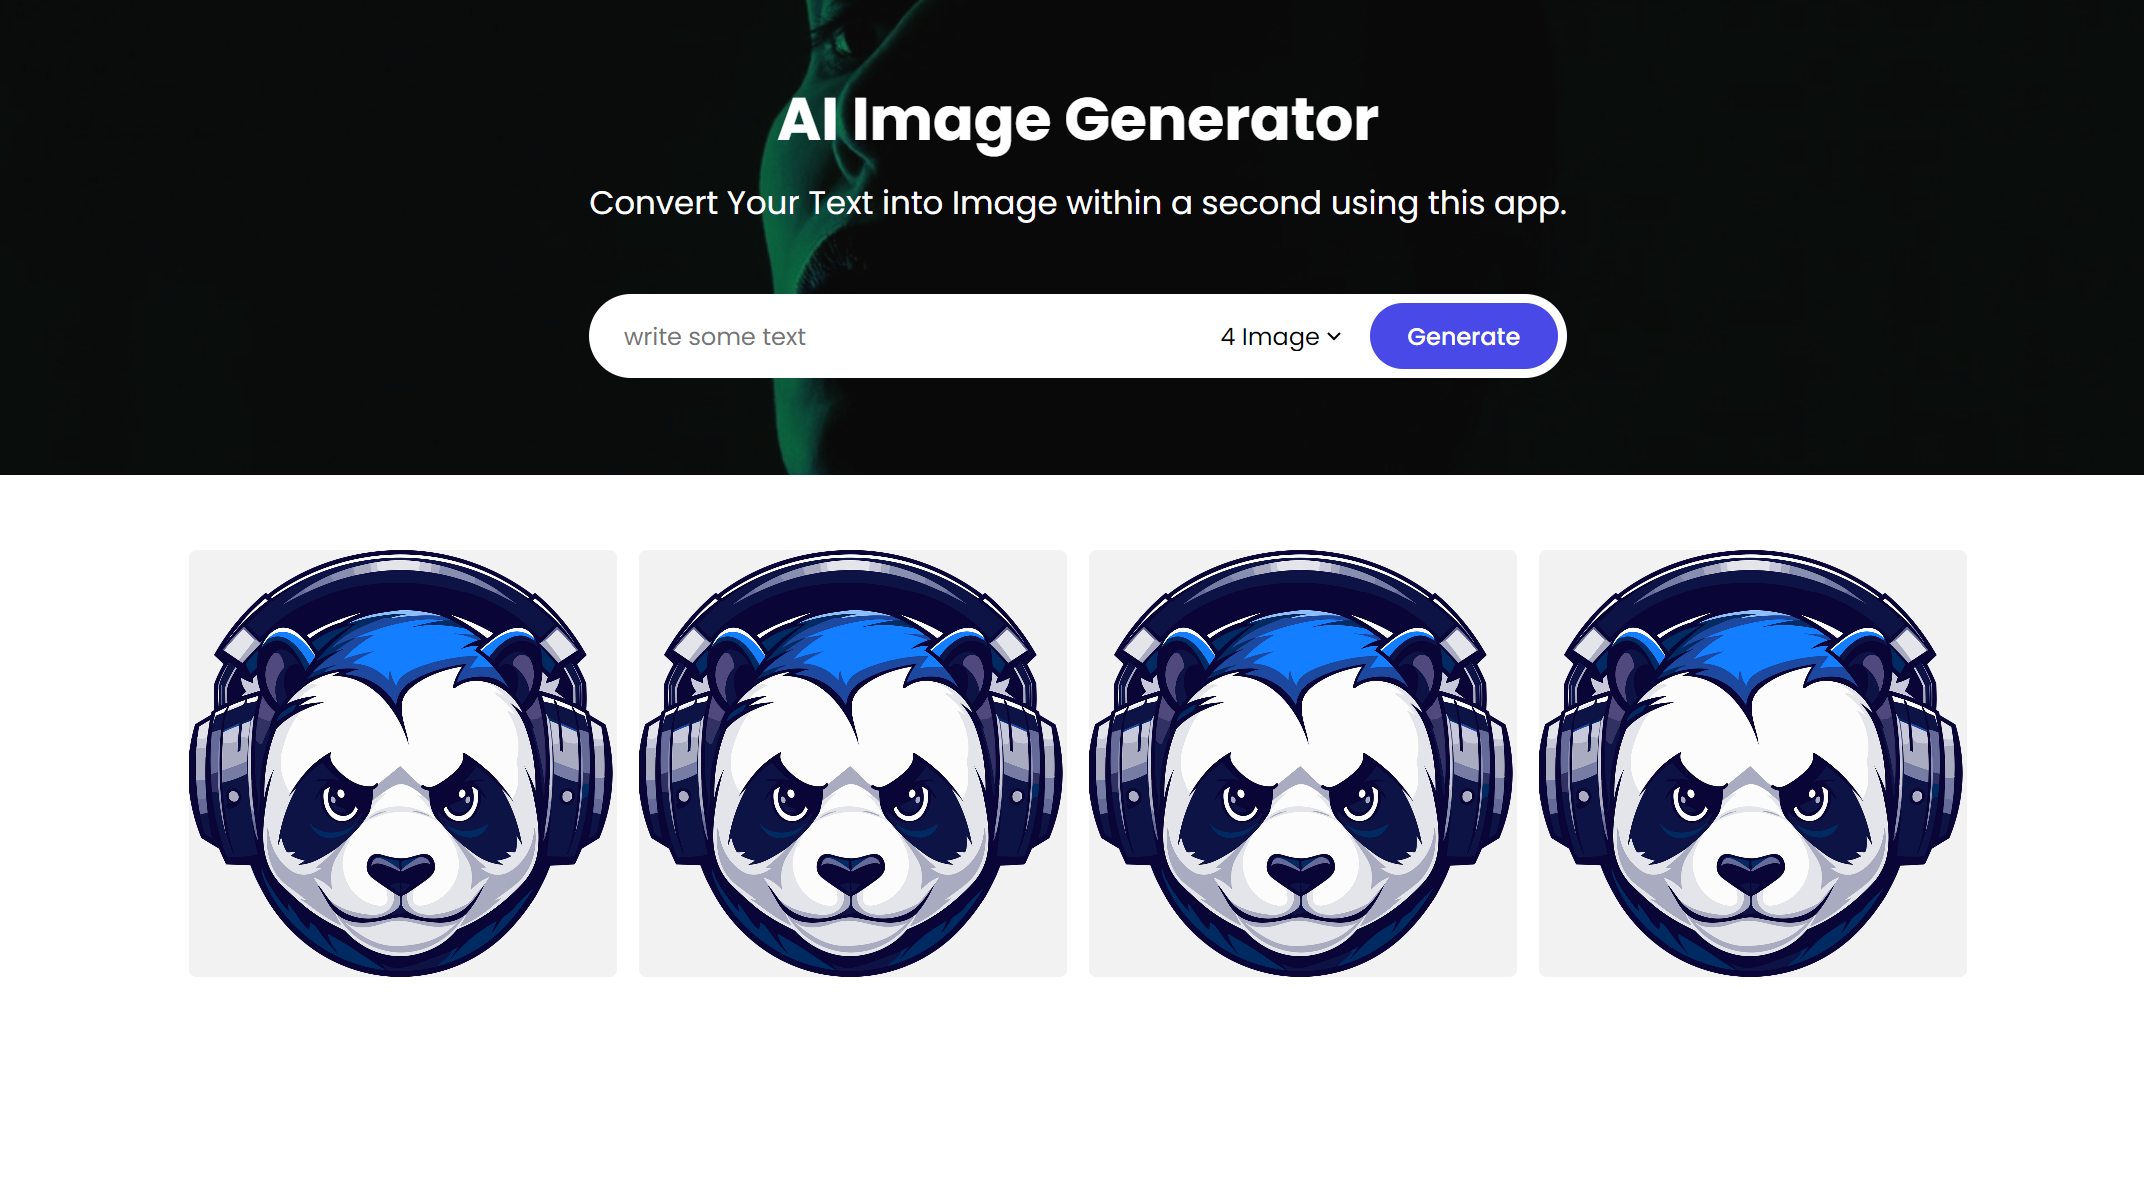 AI Image Generator
Convert Your Text into Image within a second using this app.
write some text
4 Image
Generate